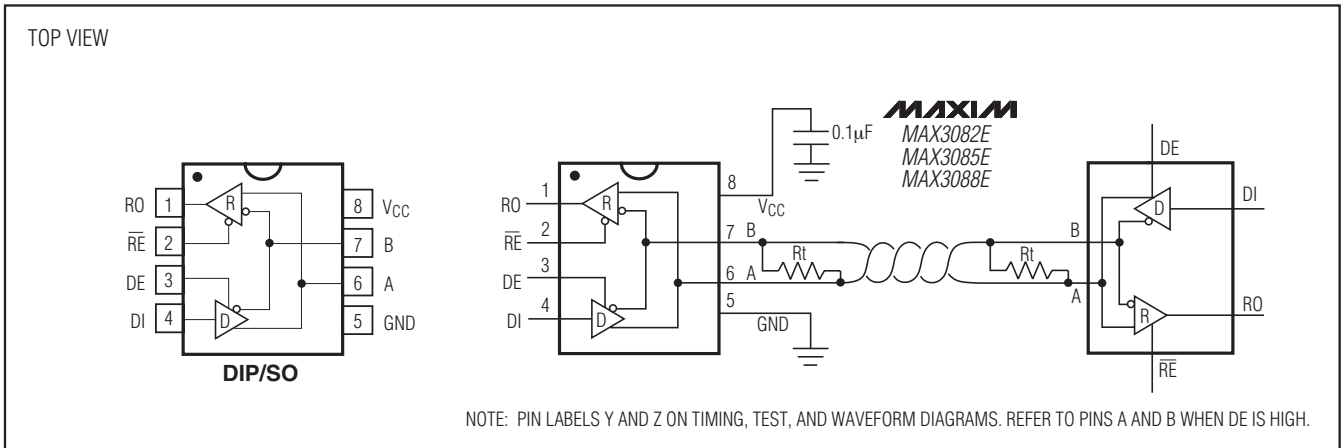 TOP VIEW
RO 1
RE 2
DE 3
DI 4
R
D
8 VCC
7 B
6 A
5 GND
DIP/SO
RO 1
RE 2
DE 3
DI 4
R
D
8
VCC
7 B
6 A
5
GND
0.1µF
MAXIM
MAX3082E
MAX3085E
MAX3088E
Rt
Rt
B
A
DE
D
DI
R
RO
RE
NOTE: PIN LABELS Y AND Z ON TIMING, TEST, AND WAVEFORM DIAGRAMS. REFER TO PINS A AND B WHEN DE IS HIGH.